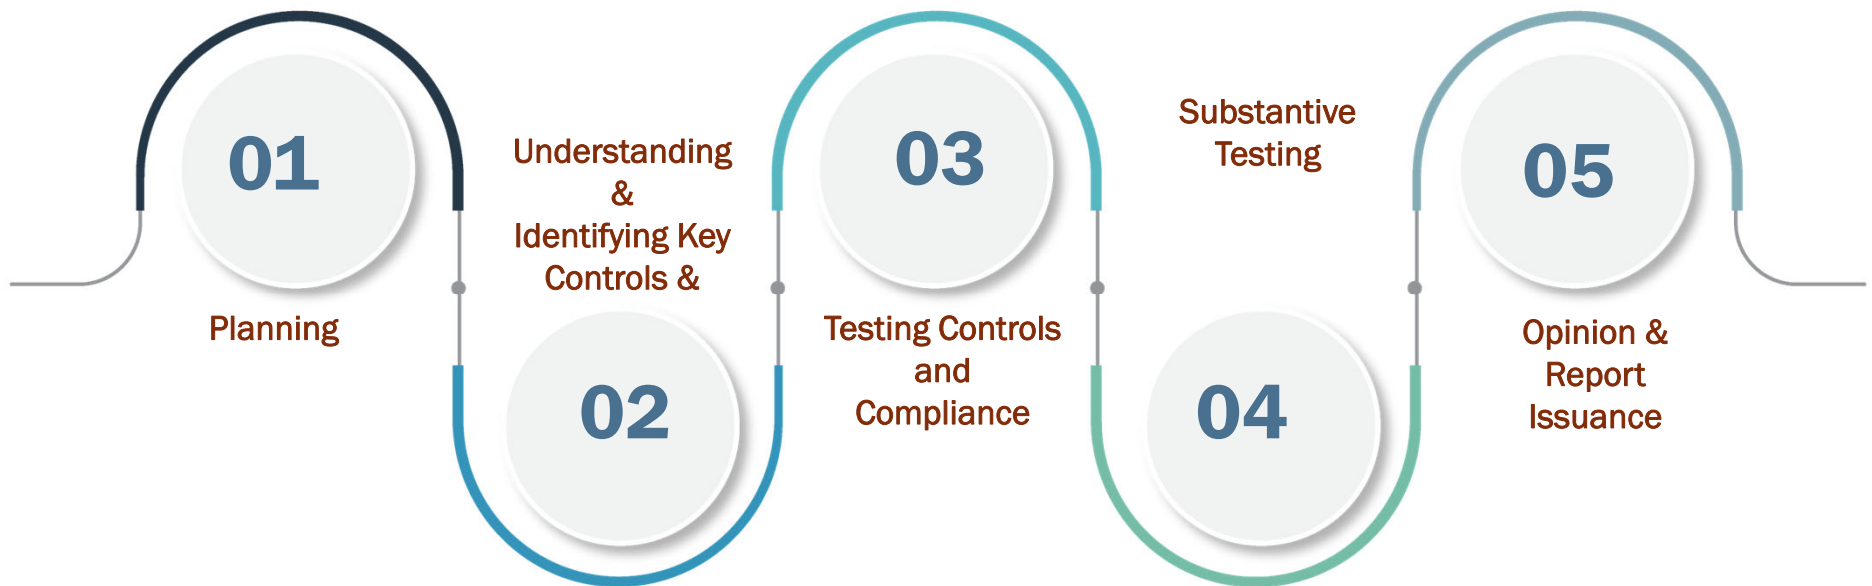 01
Planning
Understanding
&
Identifying Key
Controls &
02
03
Testing Controls
and
Compliance
Substantive
Testing
04
05
Opinion &
Report
Issuance